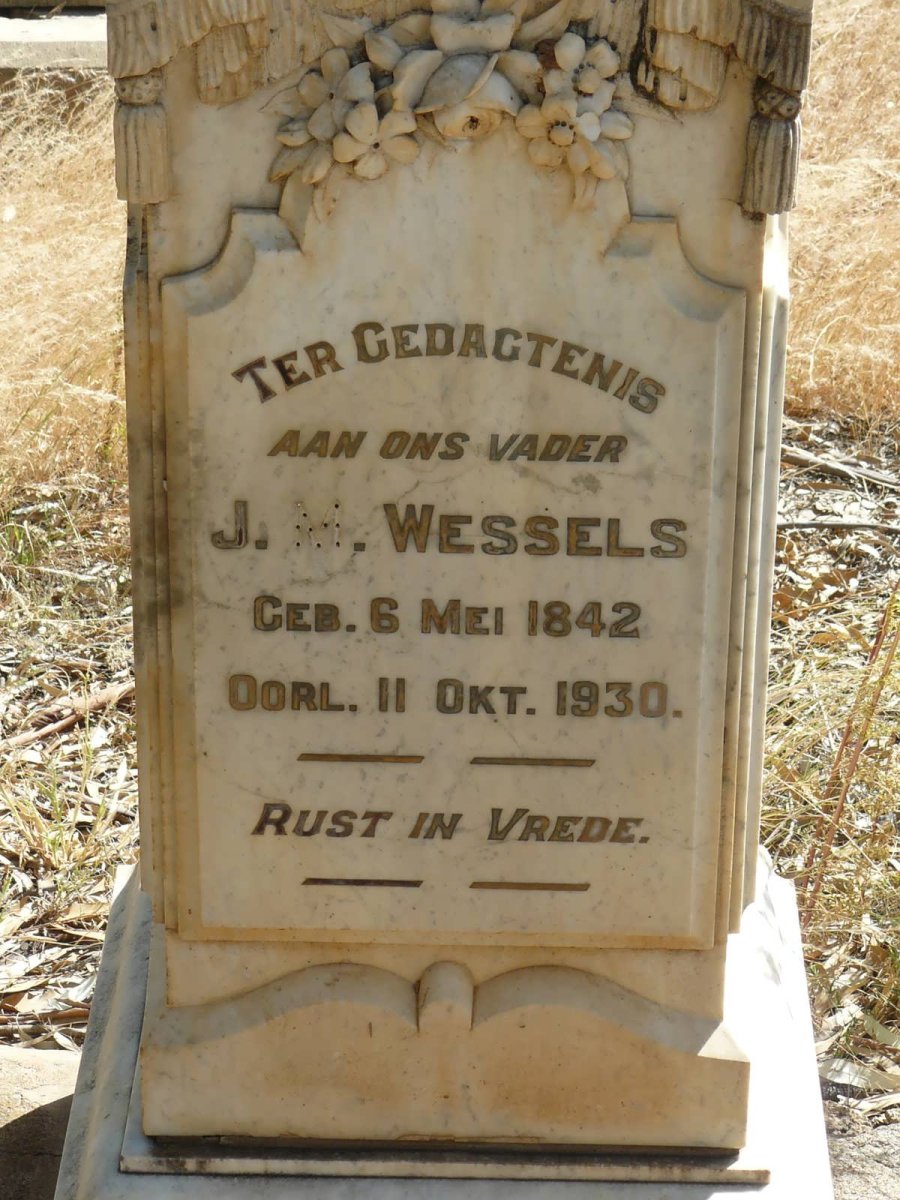 TER GEDAGTENIS
AAN ONS VADER
J. M. WESSELS
GEB. 6 MEI 1842
OORL. 11 OKT. 1930.
RUST IN VREDE.